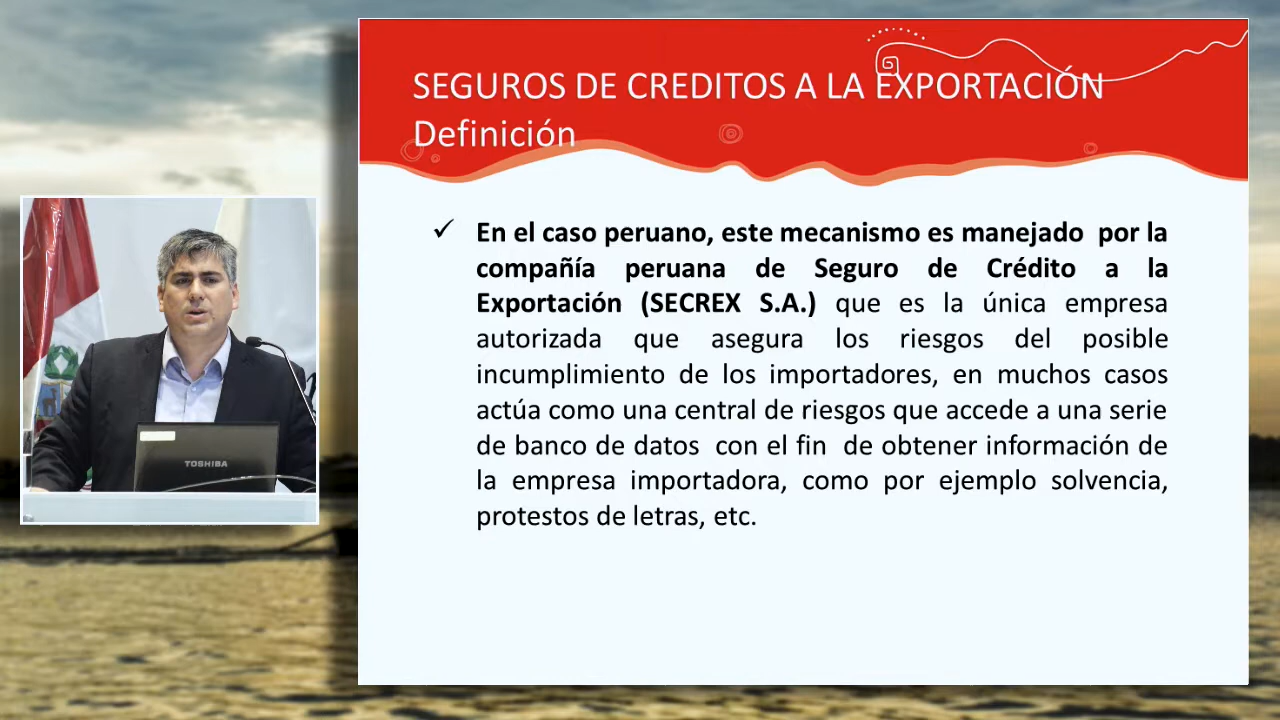 SEGUROS DE CREDITOS A LA EXPORTACIÓN
Definición
✓ En el caso peruano, este mecanismo es manejado por la
compañía peruana de Seguro de Crédito a la
Exportación (SECREX S.A.) que es la única empresa
autorizada que asegura los riesgos del posible
incumplimiento de los importadores, en muchos casos
actúa como una central de riesgos que accede a una serie
de banco de datos con el fin de obtener información de
la empresa importadora, como por ejemplo solvencia,
protestos de letras, etc.
TOSHIBA